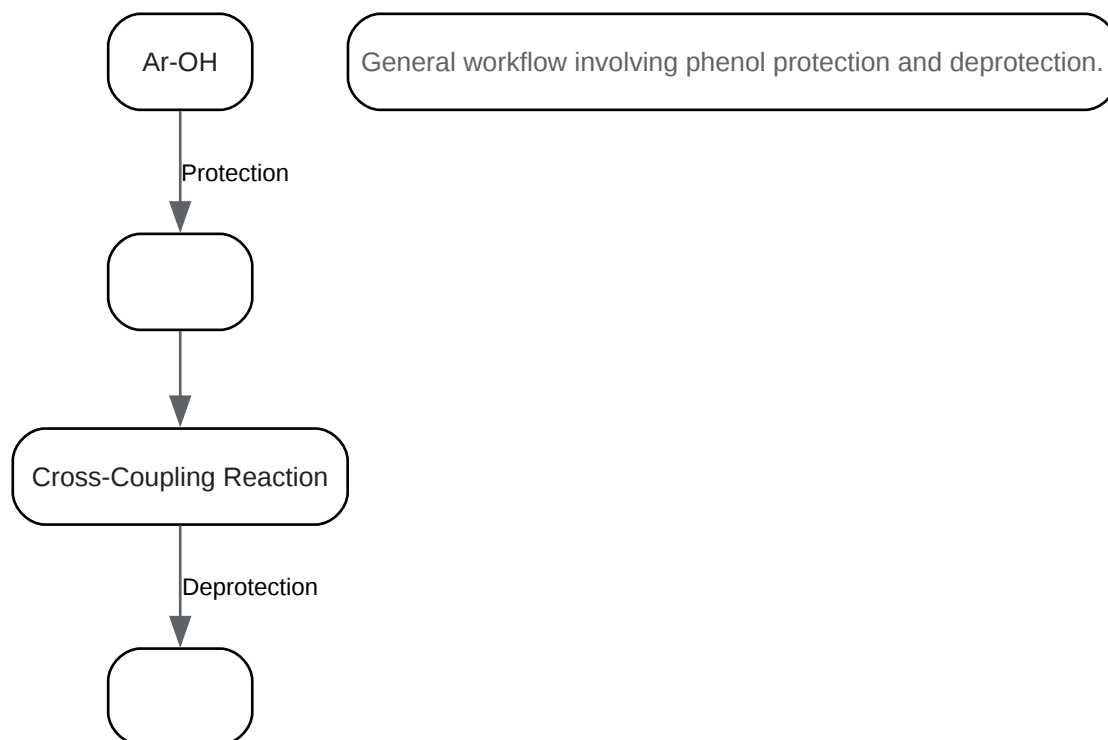 Ar-OH
General workflow involving phenol protection and deprotection.
Protection
Cross-Coupling Reaction
Deprotection